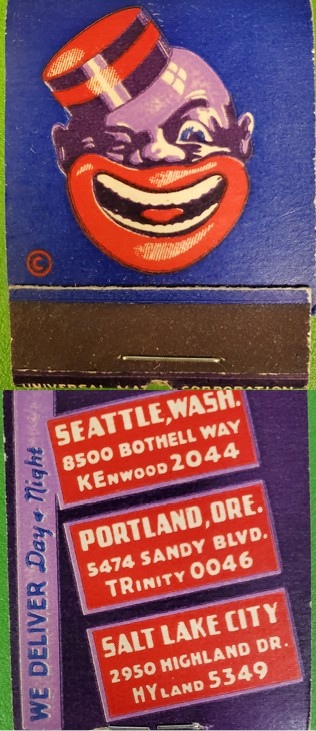 ©
UNIVERSAL MATCH CORPORATION
WE DELIVER Day & Night
SEATTLE, WASH.
8500 BOTHELL WAY
KENWOOD 2044
PORTLAND, ORE.
5474 SANDY BLVD.
TRINITY 0046
SALT LAKE CITY
2950 HIGHLAND DR.
HYLAND 5349